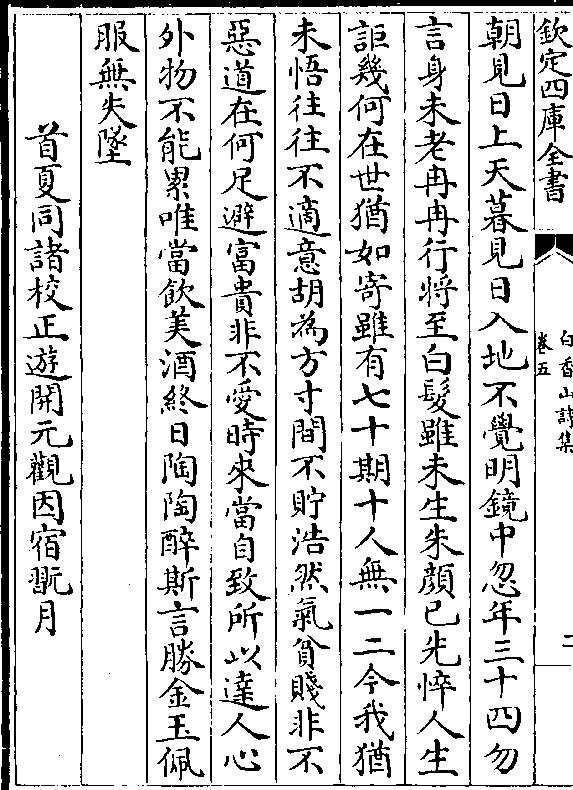 欽定四庫全書
白香山詩集
卷五
二
朝見日上天暮見日入地不覺明鏡中忽年三十四勿
言身未老冉冉行將至白髮雖未生朱顏已先悴人生
詎幾何在世猶如寄雖有七十期十人無一二今我猶
未悟往往不適意胡為方寸間不貯浩然氣貧賤非不
惡道在何足避富貴非不愛時來當自致所以達人心
外物不能累唯當飲美酒終日陶陶醉斯言勝金玉佩
服無失墜
首夏同諸校正遊開元觀因宿翫月